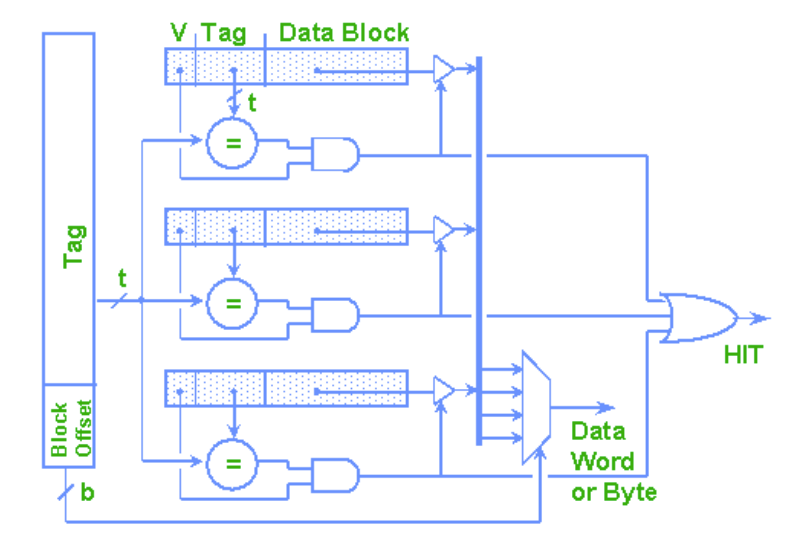 V Tag Data Block
t
=
Tag
t
=
HIT
Block
Offset
=
Data
Word
or Byte
b